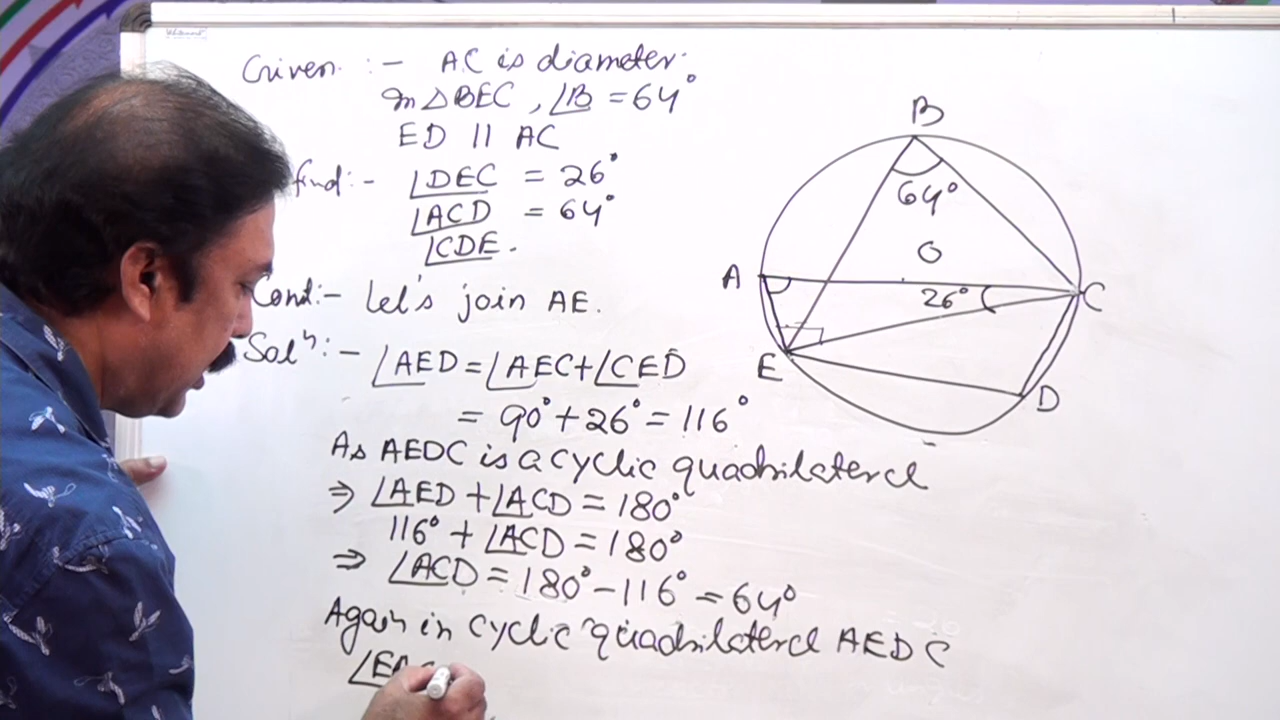 Given :- AC is diameter.
In △BEC, ∠B = 64°
ED || AC
find:- ∠DEC = 26°
∠ACD = 64°
∠CDE.
Const:- Let's join AE.
Solⁿ:- ∠AED = ∠AEC + ∠CED
= 90° + 26° = 116°
As AEDC is a cyclic quadrilateral
⇒ ∠AED + ∠ACD = 180°
116° + ∠ACD = 180°
⇒ ∠ACD = 180° - 116° = 64°
Again in cyclic quadrilateral AEDC
B
64°
O
A
26°
C
E
D